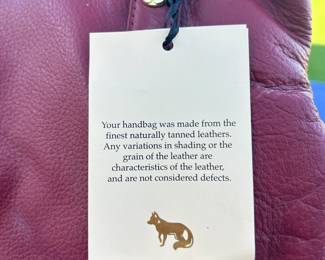 Your handbag was made from the
finest naturally tanned leathers.
Any variations in shading or the
grain of the leather are
characteristics of the leather,
and are not considered defects.